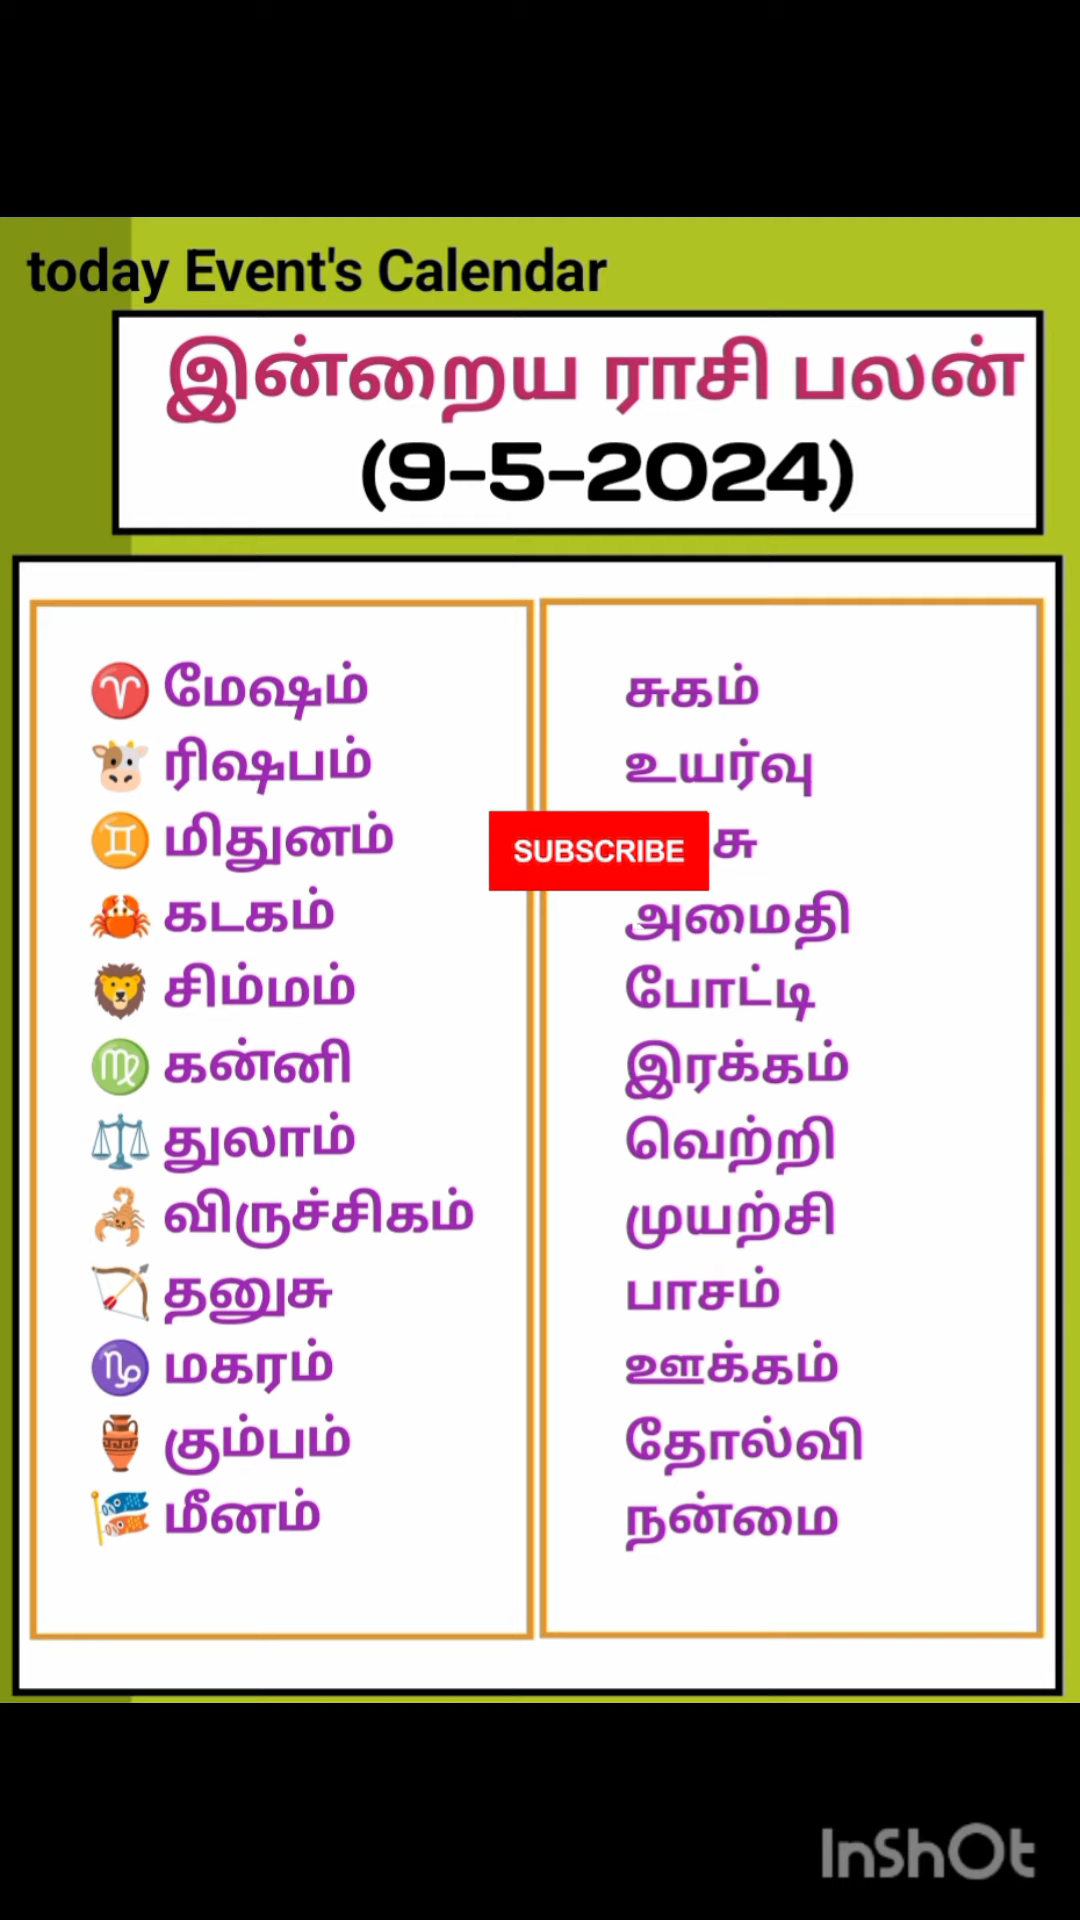 today Event's Calendar
இன்றைய ராசி பலன்
(9-5-2024)
மேஷம் சுகம்
ரிஷபம் உயர்வு
மிதுனம்
SUBSCRIBE
கடகம் அமைதி
சிம்மம் போட்டி
கன்னி இரக்கம்
துலாம் வெற்றி
விருச்சிகம் முயற்சி
தனுசு பாசம்
மகரம் ஊக்கம்
கும்பம் தோல்வி
மீனம் நன்மை
InShOt